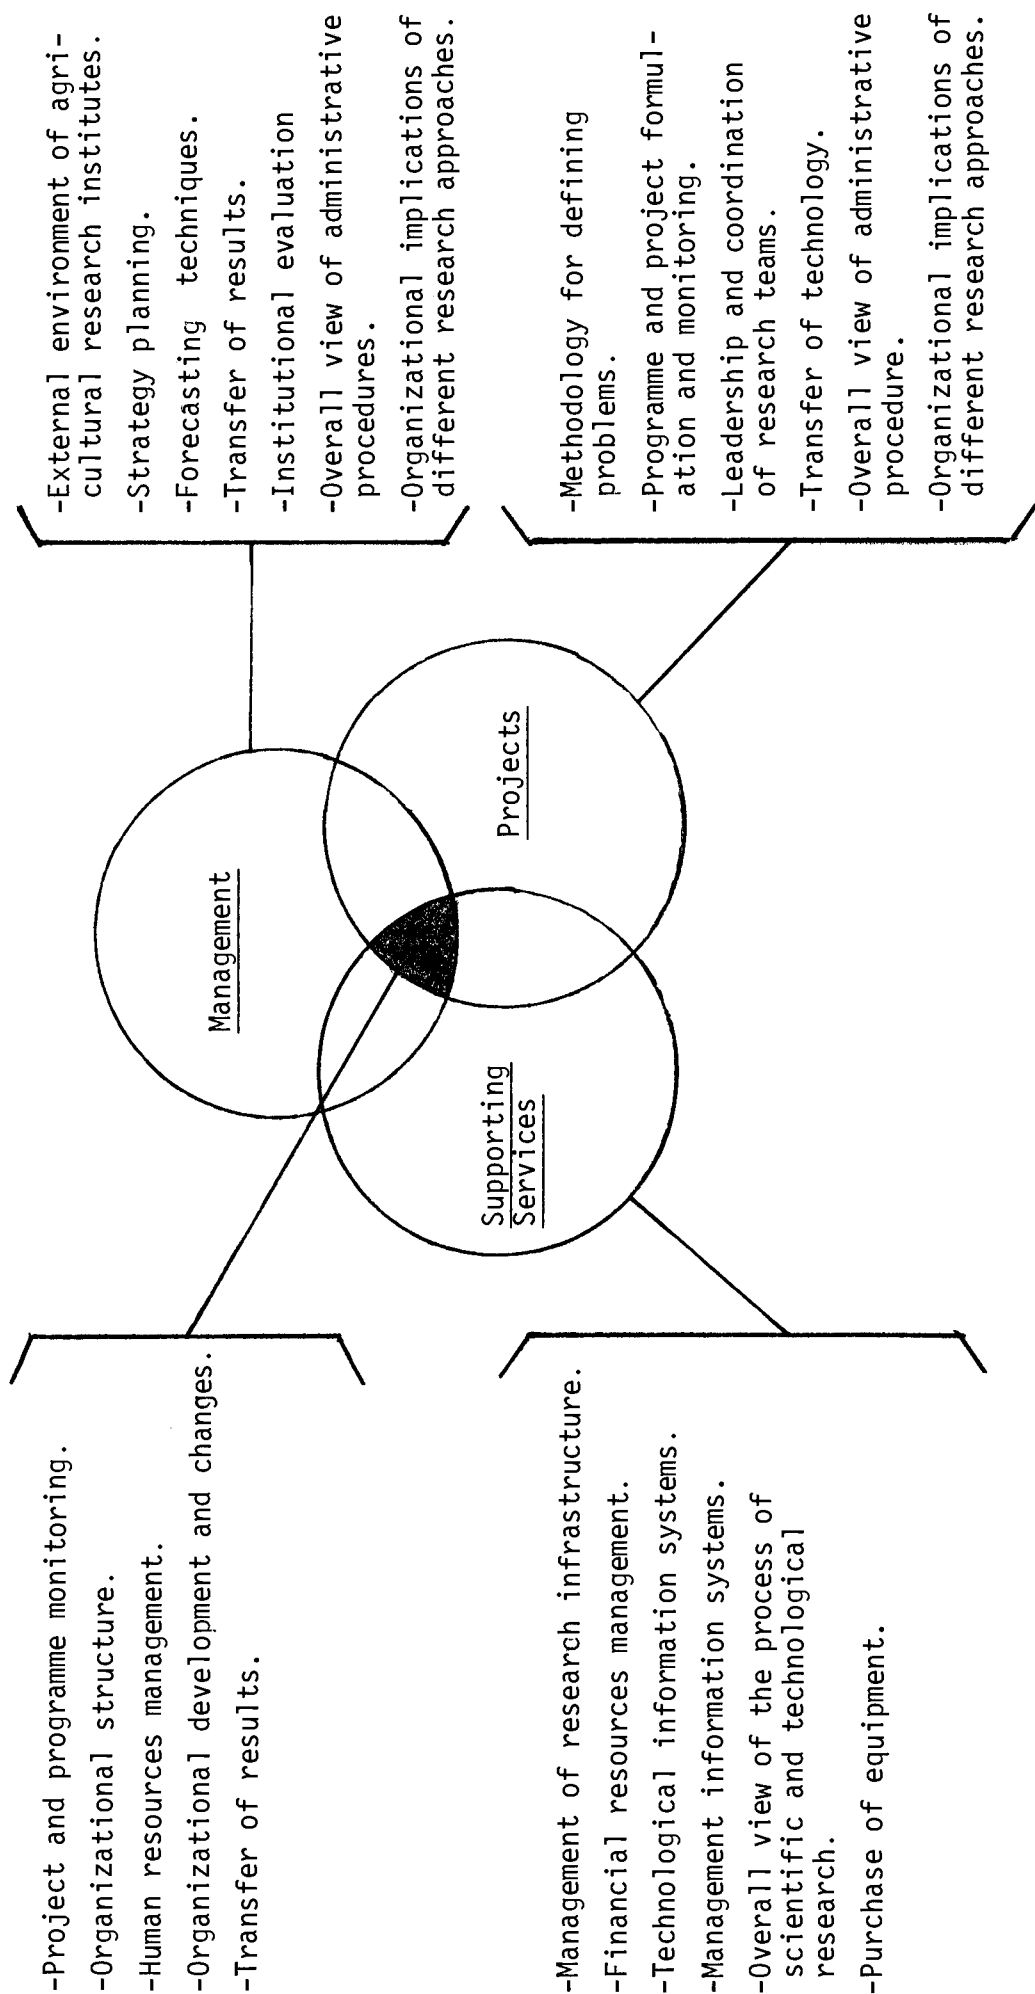 -Project and programme monitoring.
-Organizational structure.
-Human resources management.
-Organizational development and changes.
-Transfer of results.
Management
-External environment of agri-
cultural research institutes.
-Strategy planning.
-Forecasting techniques.
-Transfer of results.
-Institutional evaluation
-Overall view of administrative
procedures.
-Organizational implications of
different research approaches.
Supporting
Services
Projects
-Management of research infrastructure.
-Financial resources management.
-Technological information systems.
-Management information systems.
-Overall view of the process of
scientific and technological
research.
-Purchase of equipment.
-Methodology for defining
problems.
-Programme and project formul-
ation and monitoring.
-Leadership and coordination
of research teams.
-Transfer of technology.
-Overall view of administrative
procedure.
-Organizational implications of
different research approaches.